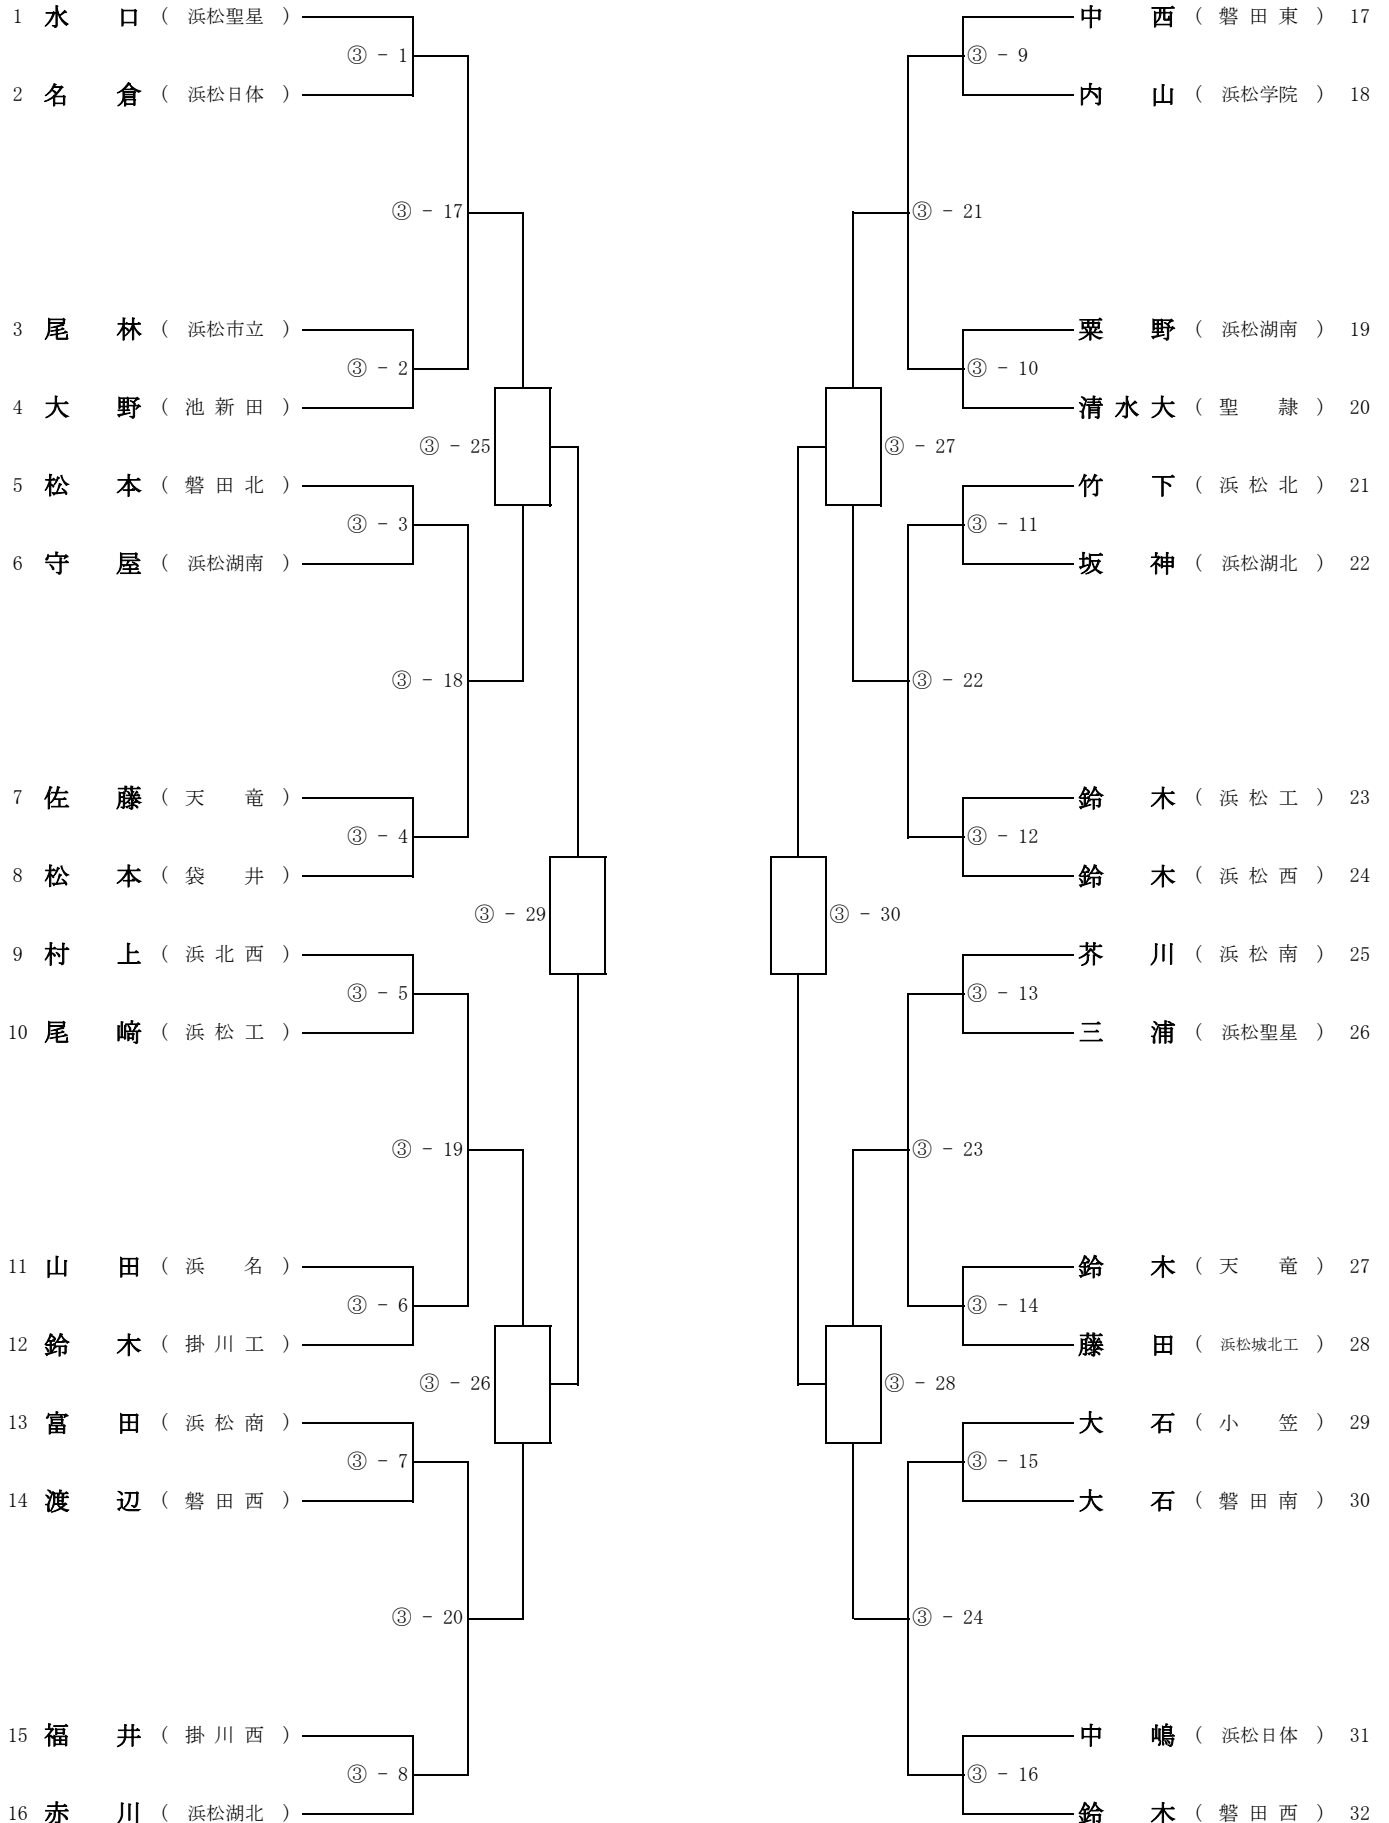 1 水 口 ( 浜松聖星 )
③ - 1
2 名 倉 ( 浜松日体 )
③ - 17
3 尾 林 ( 浜松市立 )
③ - 2
4 大 野 ( 池 新 田 )
③ - 25
5 松 本 ( 磐 田 北 )
③ - 3
6 守 屋 ( 浜松湖南 )
③ - 18
7 佐 藤 ( 天 竜 )
③ - 4
8 松 本 ( 袋 井 )
③ - 29
9 村 上 ( 浜 北 西 )
③ - 5
10 尾 﨑 ( 浜 松 工 )
③ - 19
11 山 田 ( 浜 名 )
③ - 6
12 鈴 木 ( 掛 川 工 )
③ - 26
13 富 田 ( 浜 松 商 )
③ - 7
14 渡 辺 ( 磐 田 西 )
③ - 20
15 福 井 ( 掛 川 西 )
③ - 8
16 赤 川 ( 浜松湖北 )
中 西 ( 磐 田 東 ) 17
③ - 9
内 山 ( 浜松学院 ) 18
③ - 21
粟 野 ( 浜松湖南 ) 19
③ - 10
清 水 大 ( 聖 隷 ) 20
③ - 27
竹 下 ( 浜 松 北 ) 21
③ - 11
坂 神 ( 浜松湖北 ) 22
③ - 22
鈴 木 ( 浜 松 工 ) 23
③ - 12
鈴 木 ( 浜 松 西 ) 24
③ - 30
芥 川 ( 浜 松 南 ) 25
③ - 13
三 浦 ( 浜松聖星 ) 26
③ - 23
鈴 木 ( 天 竜 ) 27
③ - 14
藤 田 ( 浜松城北工 ) 28
③ - 28
大 石 ( 小 笠 ) 29
③ - 15
大 石 ( 磐 田 南 ) 30
③ - 24
中 嶋 ( 浜松日体 ) 31
③ - 16
鈴 木 ( 磐 田 西 ) 32